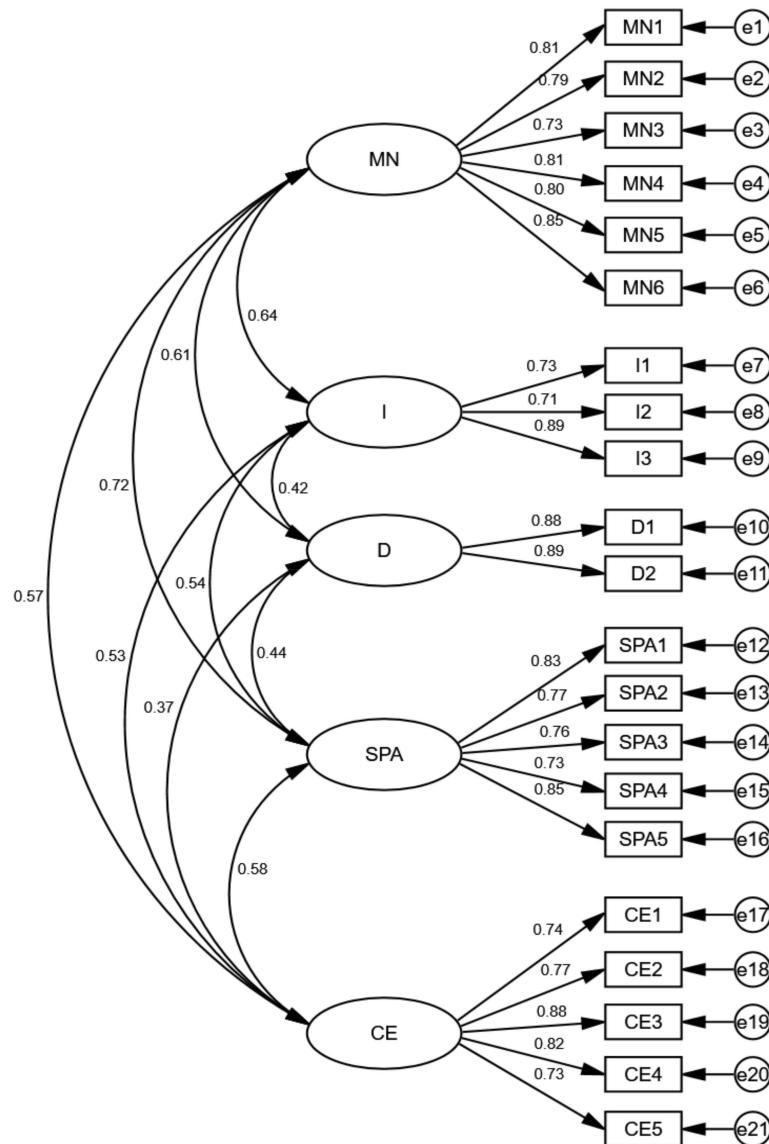 MN1
e1
0.81
MN2
e2
0.79
MN3
e3
0.73
MN
MN4
e4
0.81
MN5
e5
0.80
MN6
e6
0.85
0.64
0.61
I1
e7
0.73
I
I2
e8
0.71
I3
e9
0.89
0.72
0.42
D1
e10
0.88
D
D2
e11
0.89
0.57
0.54
0.53
0.44
0.37
SPA1
e12
0.83
SPA2
e13
0.77
SPA3
e14
0.76
SPA
SPA4
e15
0.73
SPA5
e16
0.85
0.58
CE1
e17
0.74
CE2
e18
0.77
CE3
e19
0.88
CE
CE4
e20
0.82
CE5
e21
0.73